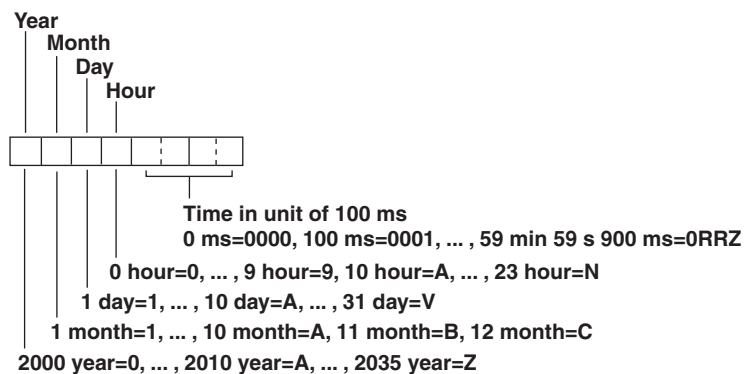 Year
Month
Day
Hour
Time in unit of 100 ms
0 ms=0000, 100 ms=0001, ... , 59 min 59 s 900 ms=0RRZ
0 hour=0, ... , 9 hour=9, 10 hour=A, ... , 23 hour=N
1 day=1, ... , 10 day=A, ... , 31 day=V
1 month=1, ... , 10 month=A, 11 month=B, 12 month=C
2000 year=0, ... , 2010 year=A, ... , 2035 year=Z